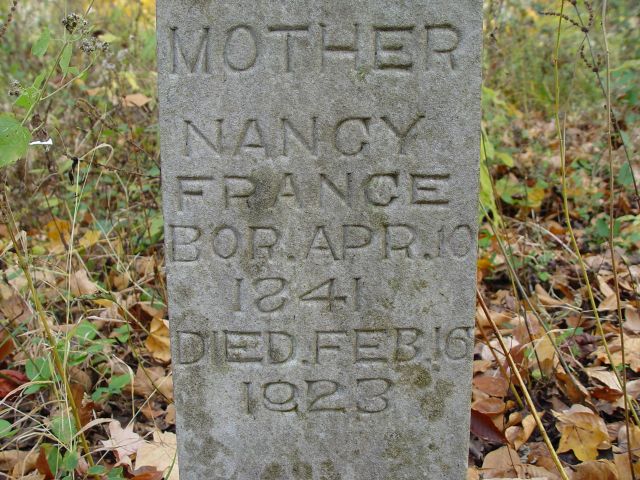 MOTHER
NANCY
FRANCE
BOR. APR. 10
1841
DIED. FEB. 16
1923